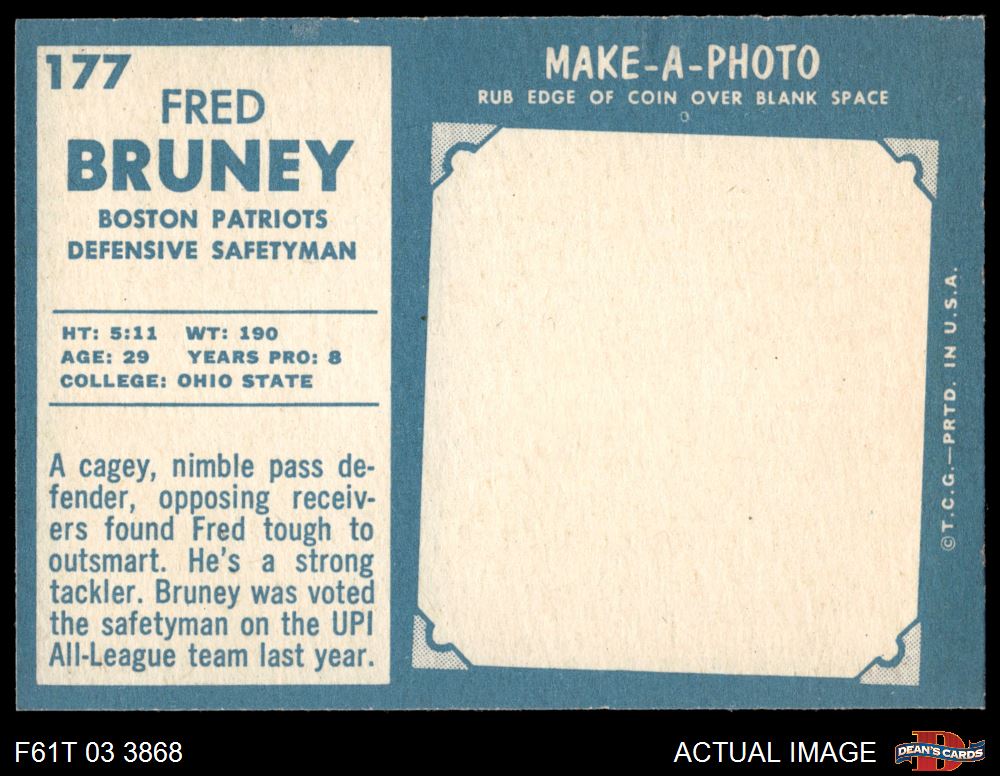 177
FRED
BRUNEY
BOSTON PATRIOTS
DEFENSIVE SAFETYMAN
HT: 5:11 WT: 190
AGE: 29 YEARS PRO: 8
COLLEGE: OHIO STATE
A cagey, nimble pass de-
fender, opposing receiv-
ers found Fred tough to
outsmart. He's a strong
tackler. Bruney was voted
the safetyman on the UPI
All-League team last year.
MAKE-A-PHOTO
RUB EDGE OF COIN OVER BLANK SPACE
©T.C.G.—PRTD. IN U.S.A.
F61T 03 3868
ACTUAL IMAGE
D
DEAN'S CARDS